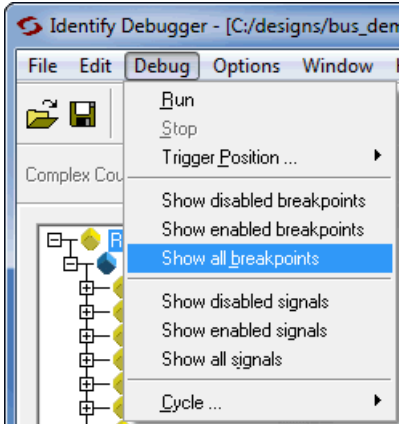 Identify Debugger - [C:/designs/bus_dem
File Edit Debug Options Window
Run
Stop
Trigger Position ...
Complex Cou
Show disabled breakpoints
Show enabled breakpoints
Show all breakpoints
Show disabled signals
Show enabled signals
Show all signals
Cycle ...